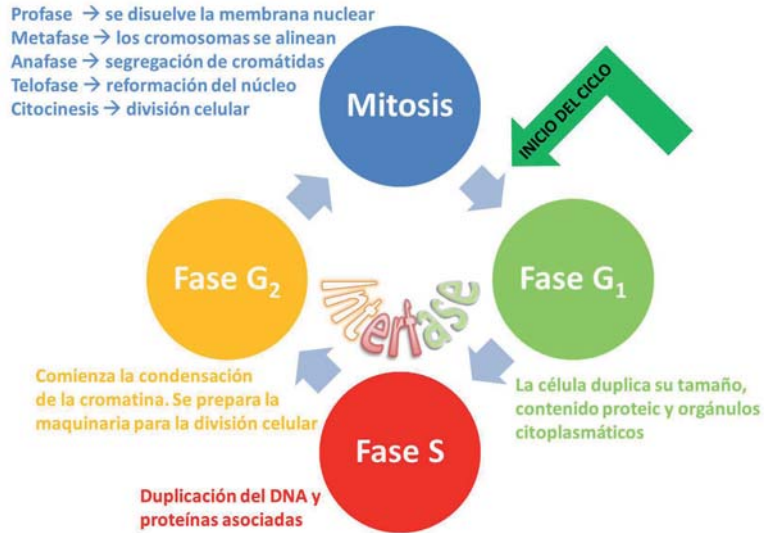 Profase → se disuelve la membrana nuclear
Metafase → los cromosomas se alinean
Anafase → segregación de cromátidas
Telofase → reformación del núcleo
Citocinesis → división celular
Mitosis
INICIO DEL CICLO
Fase G₂
Interfase
Fase G₁
Comienza la condensación
de la cromatina. Se prepara la
maquinaria para la división celular
La célula duplica su tamaño,
contenido proteic y orgánulos
citoplasmáticos
Fase S
Duplicación del DNA y
proteínas asociadas